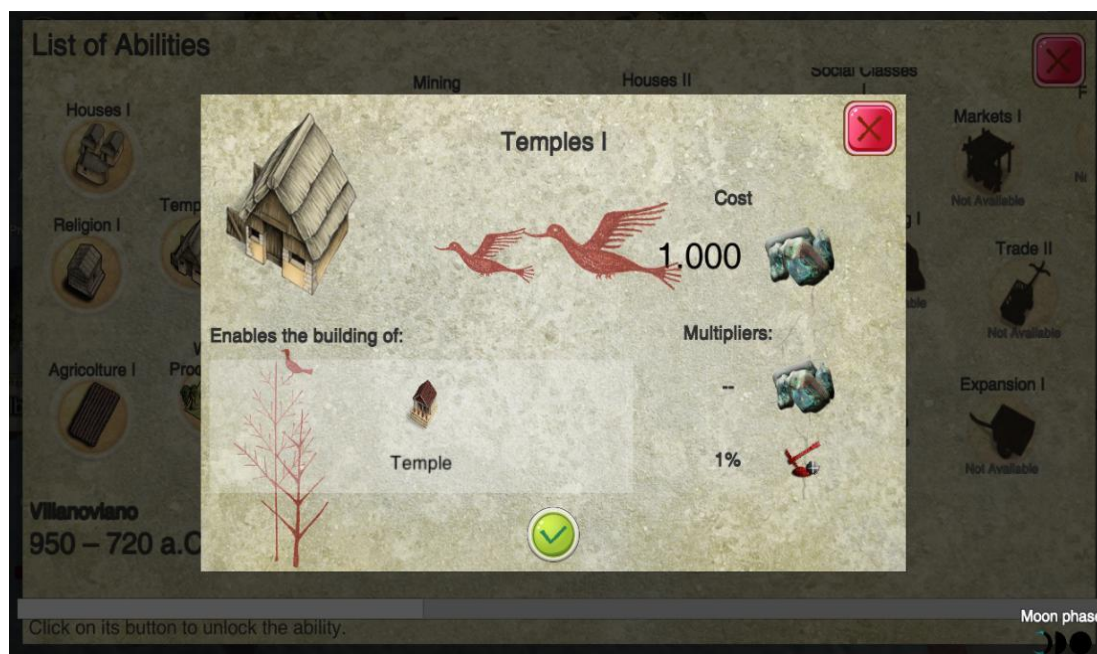 List of Abilities
Mining
Houses II
Social Classes
I
Houses I
Markets I
Not Available
Temples I
Cost
1.000
Religion I
Temp
Trade II
Not Available
Enables the building of:
Multipliers:
Agricolture I
Proc
--
Expansion I
Not Available
Temple
1%
Villanoviano
950 – 720 a.C
Click on its button to unlock the ability.
Moon phase